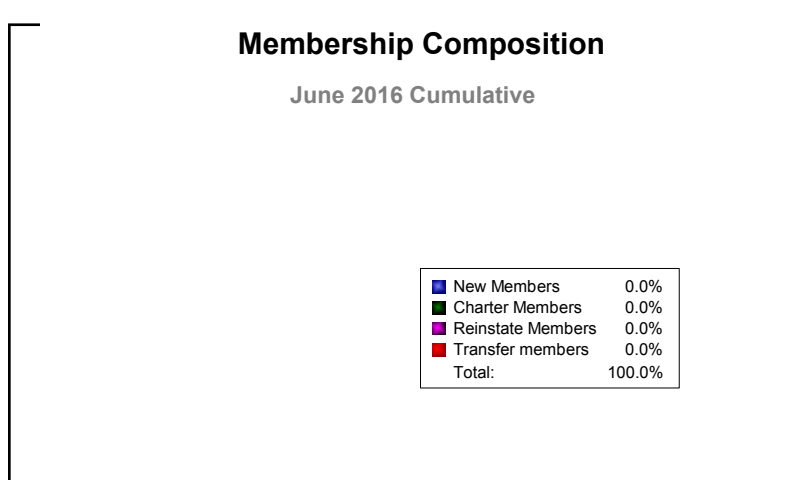 Membership Composition
June 2016 Cumulative
New Members 0.0%
Charter Members 0.0%
Reinstate Members 0.0%
Transfer members 0.0%
Total: 100.0%